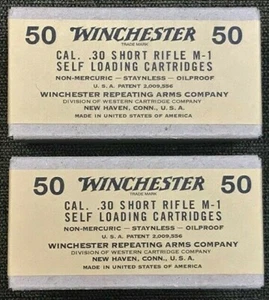 50 WINCHESTER 50
TRADE MARK
CAL. .30 SHORT RIFLE M-1
SELF LOADING CARTRIDGES
NON-MERCURIC — STAYNLESS — OILPROOF
U. S. A. PATENT 2,009,556
WINCHESTER REPEATING ARMS COMPANY
DIVISION OF WESTERN CARTRIDGE COMPANY
NEW HAVEN, CONN., U. S. A.
MADE IN UNITED STATES OF AMERICA
50 WINCHESTER 50
TRADE MARK
CAL. .30 SHORT RIFLE M-1
SELF LOADING CARTRIDGES
NON-MERCURIC — STAYNLESS — OILPROOF
U. S. A. PATENT 2,009,556
WINCHESTER REPEATING ARMS COMPANY
DIVISION OF WESTERN CARTRIDGE COMPANY
NEW HAVEN, CONN., U. S. A.
MADE IN UNITED STATES OF AMERICA